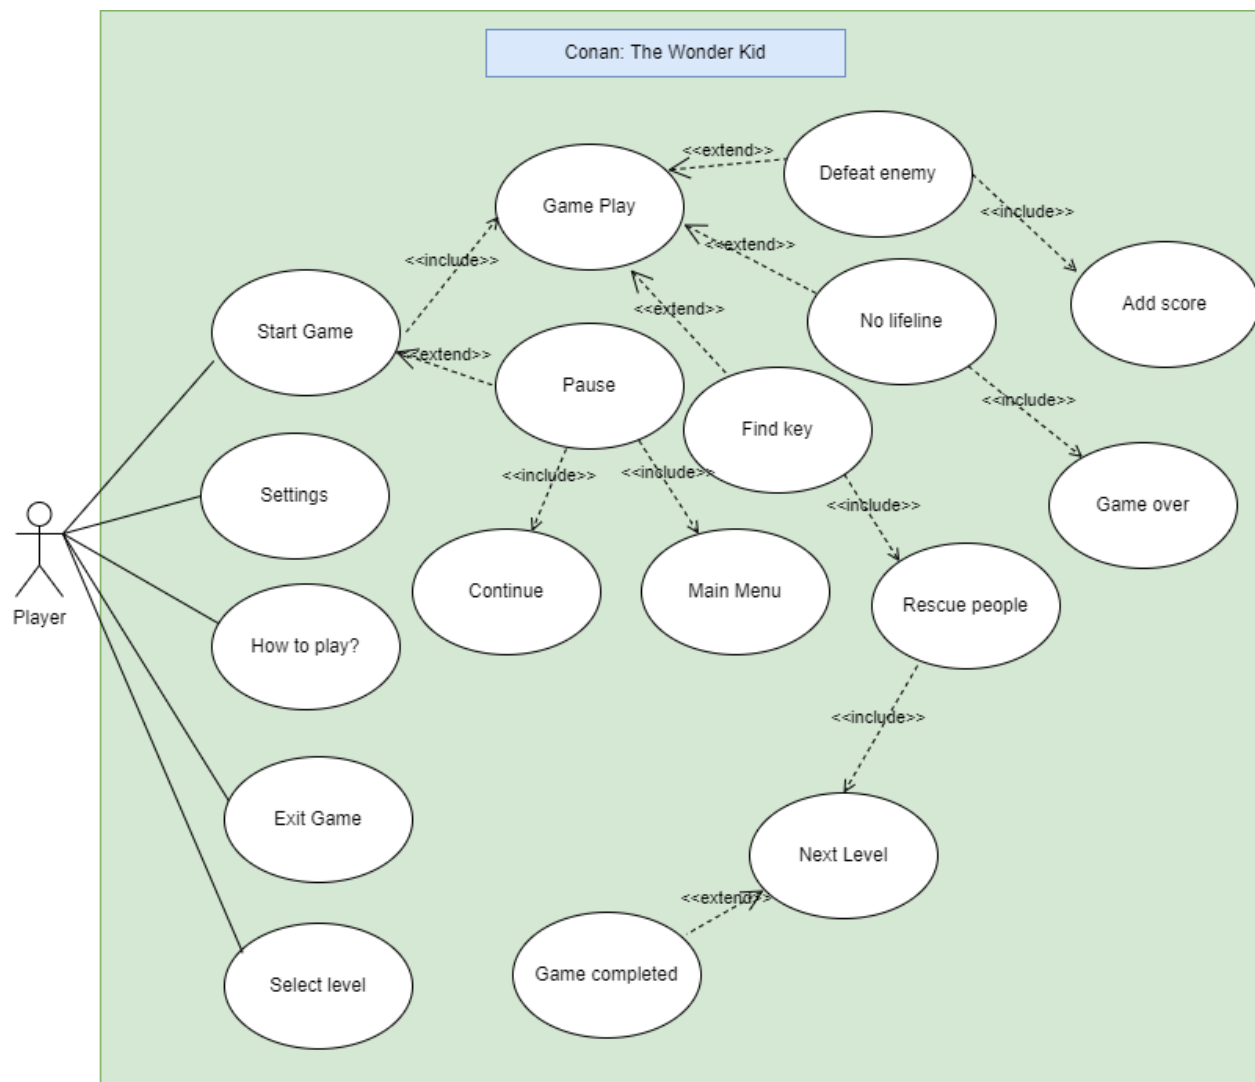 Conan: The Wonder Kid
<<extend>>
Defeat enemy
Game Play
<<include>>
<<extend>>
<<include>>
Add score
Start Game
<<extend>>
No lifeline
<<extend>>
Pause
<<include>>
Find key
<<include>>
<<include>>
Settings
<<include>>
Game over
Player
Continue
Main Menu
Rescue people
How to play?
<<include>>
Exit Game
Next Level
<<extend>>
Game completed
Select level